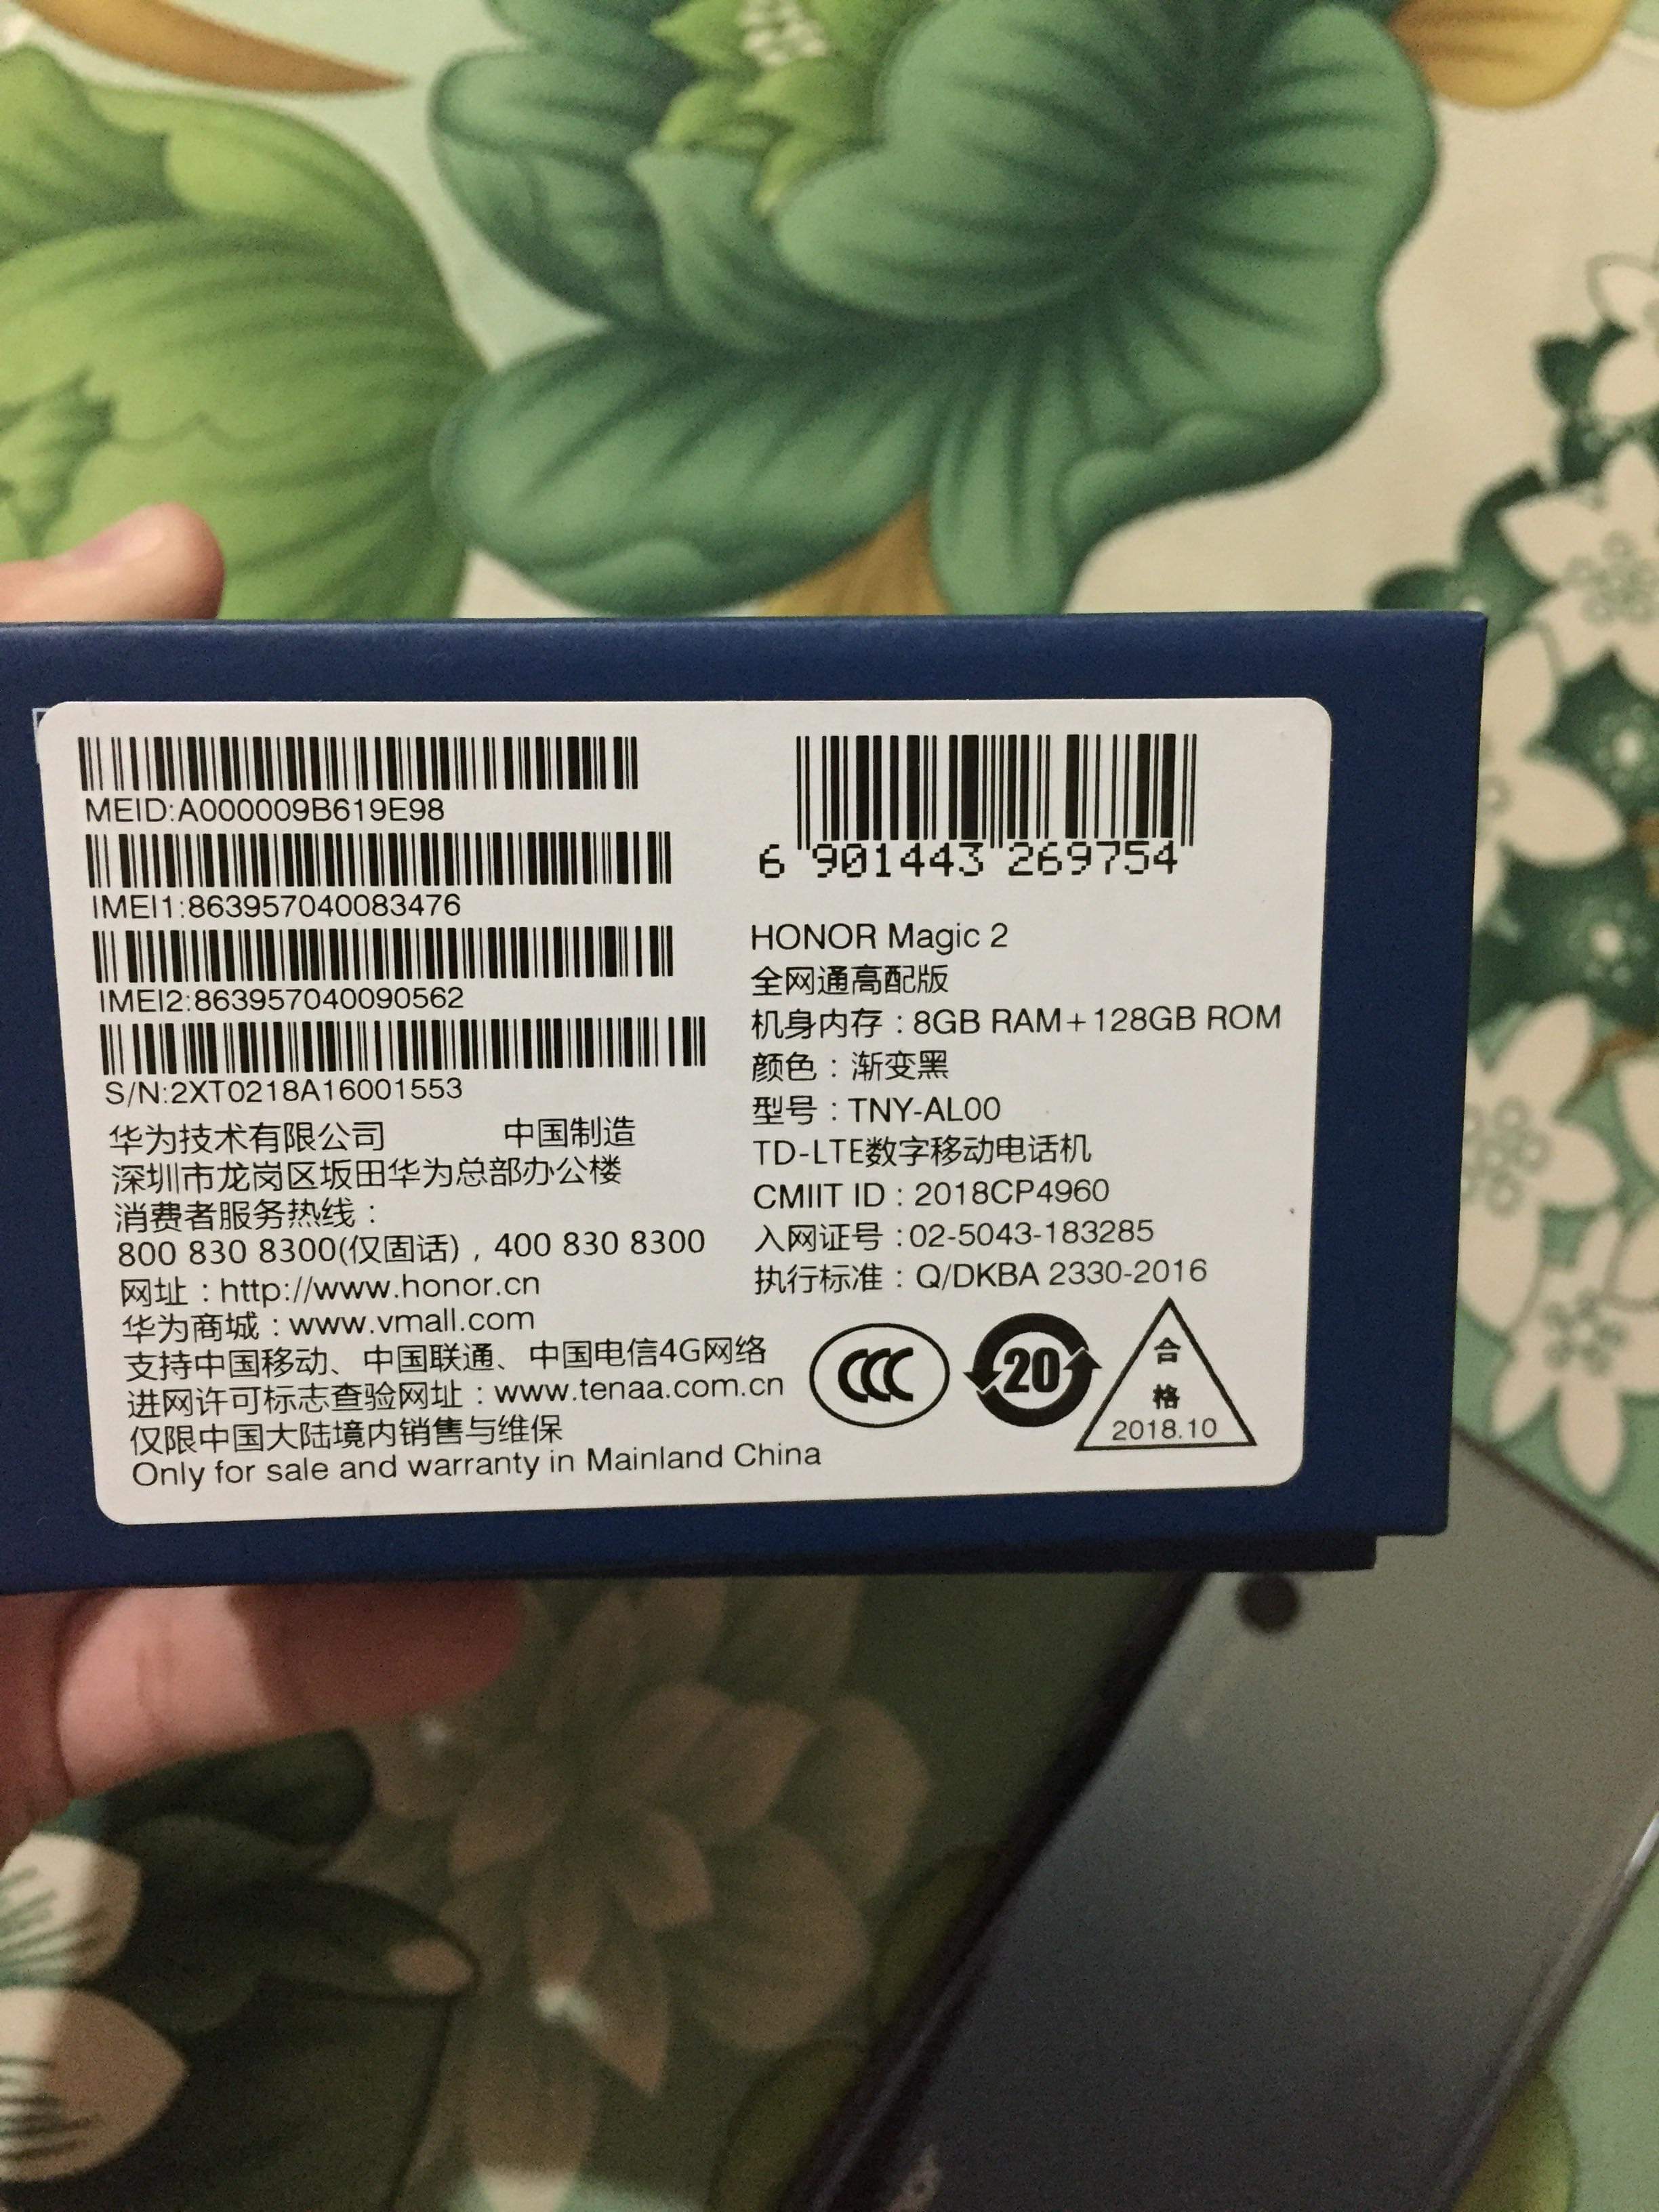 MEID:A000009B619E98
IMEI1:863957040083476
IMEI2:863957040090562
S/N:2XT0218A16001553
华为技术有限公司 中国制造
深圳市龙岗区坂田华为总部办公楼
消费者服务热线：
800 830 8300(仅固话)，400 830 8300
网址：http://www.honor.cn
华为商城：www.vmall.com
支持中国移动、中国联通、中国电信4G网络
进网许可标志查验网址：www.tenaa.com.cn
仅限中国大陆境内销售与维保
Only for sale and warranty in Mainland China
6 901443 269754
HONOR Magic 2
全网通高配版
机身内存：8GB RAM+128GB ROM
颜色：渐变黑
型号：TNY-AL00
TD-LTE数字移动电话机
CMIIT ID：2018CP4960
入网证号：02-5043-183285
执行标准：Q/DKBA 2330-2016
CCC
20
合
格
2018.10